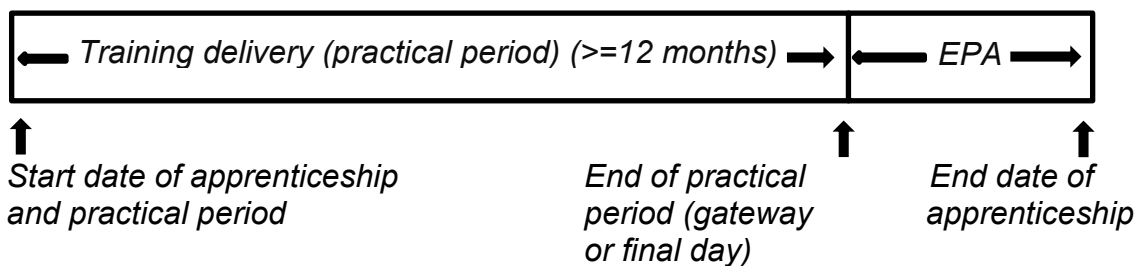 Training delivery (practical period) (>=12 months)
EPA
Start date of apprenticeship
and practical period
End of practical
period (gateway
or final day)
End date of
apprenticeship